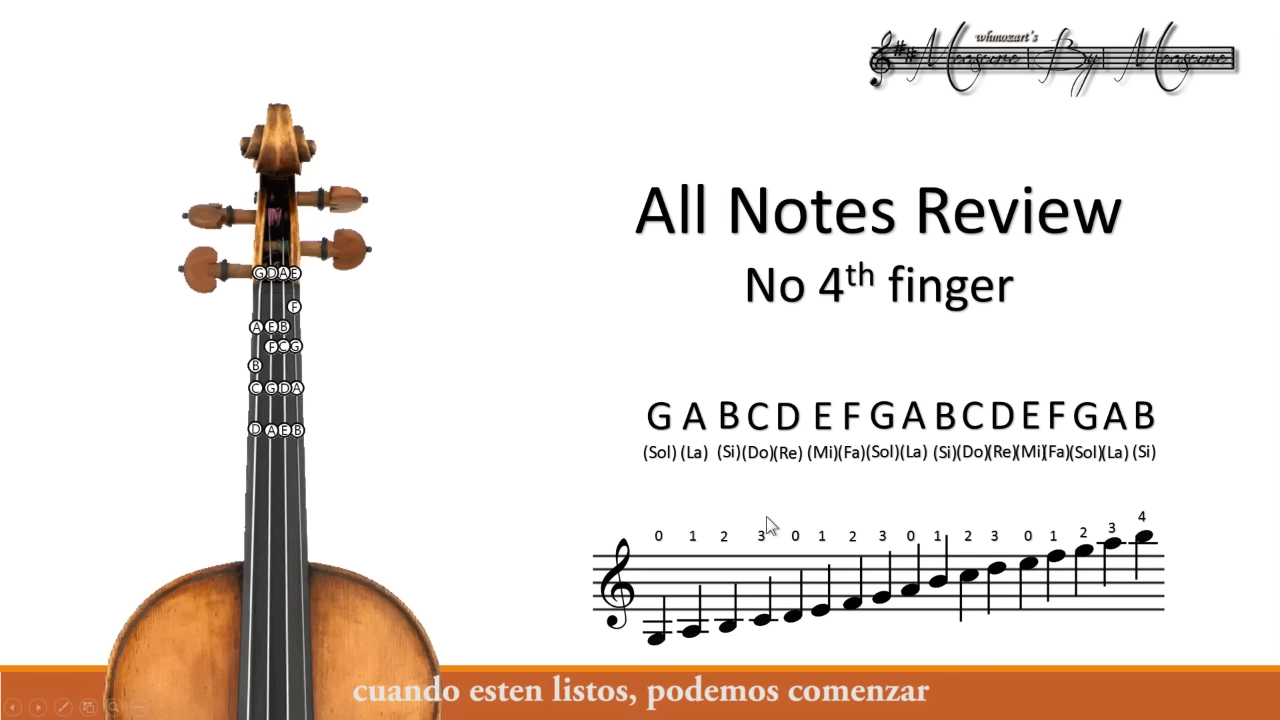 whmozart's
Measure By Measure
All Notes Review
No 4th finger
G D A E
F
A E B
F C G
B
C G D A
D A E B
G A B C D E F G A B C D E F G A B
(Sol) (La) (Si)(Do)(Re) (Mi)(Fa)(Sol)(La) (Si)(Do)(Re)(Mi)(Fa)(Sol)(La) (Si)
0 1 2 3 0 1 2 3 0 1 2 3 0 1 2 3 4
cuando esten listos, podemos comenzar